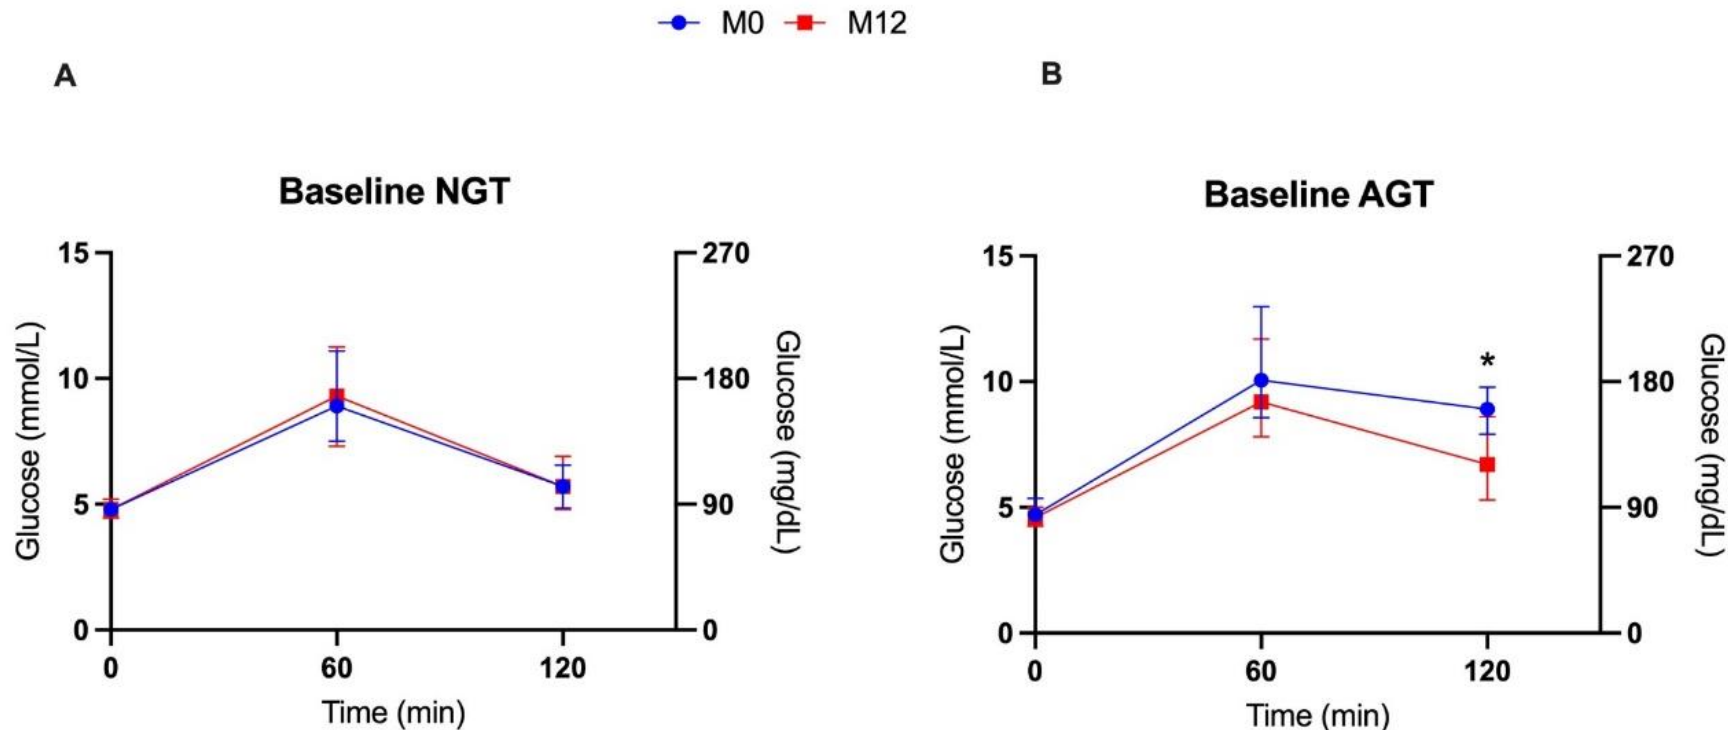 M0 M12
A
B
Baseline NGT
Baseline AGT
15
10
5
0
Glucose (mmol/L)
270
180
90
0
Glucose (mg/dL)
0 60 120
Time (min)
15
10
5
0
Glucose (mmol/L)
*
270
180
90
0
Glucose (mg/dL)
0 60 120
Time (min)